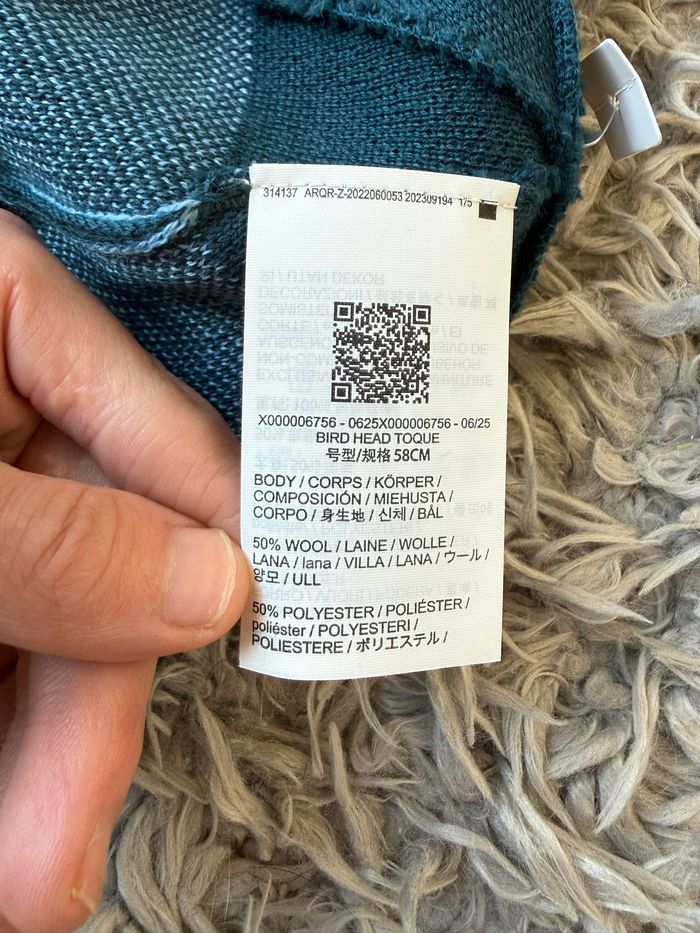 314137 ARQR-Z-2022060053 202309194 1/5
X000006756 - 0625X000006756 - 06/25
BIRD HEAD TOQUE
号型/规格 58CM
BODY / CORPS / KÖRPER /
COMPOSICIÓN / MIEHUSTA /
CORPO / 身生地 / 신체 / BÅL
50% WOOL / LAINE / WOLLE /
LANA / lana / VILLA / LANA / ウール /
양모 / ULL
50% POLYESTER / POLIÉSTER /
poliéster / POLYESTERI /
POLIESTERE / ポリエステル /